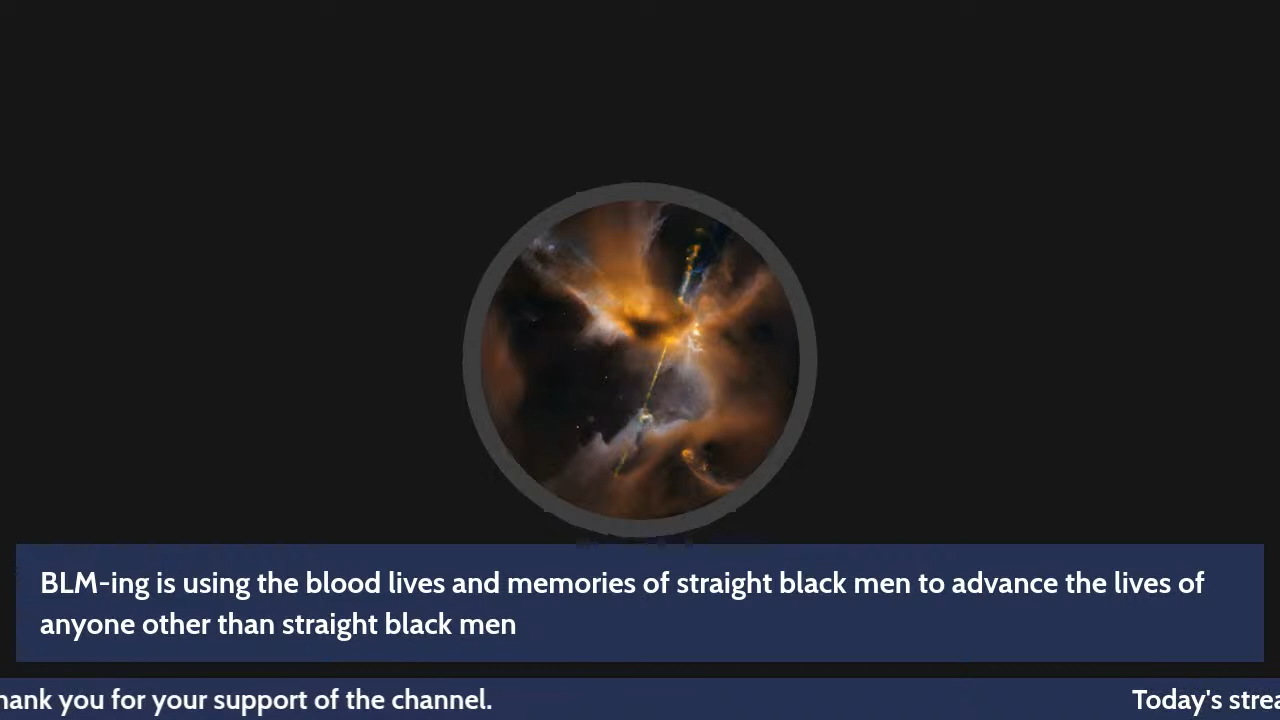 BLM-ing is using the blood lives and memories of straight black men to advance the lives of
anyone other than straight black men
hank you for your support of the channel. Today's strea